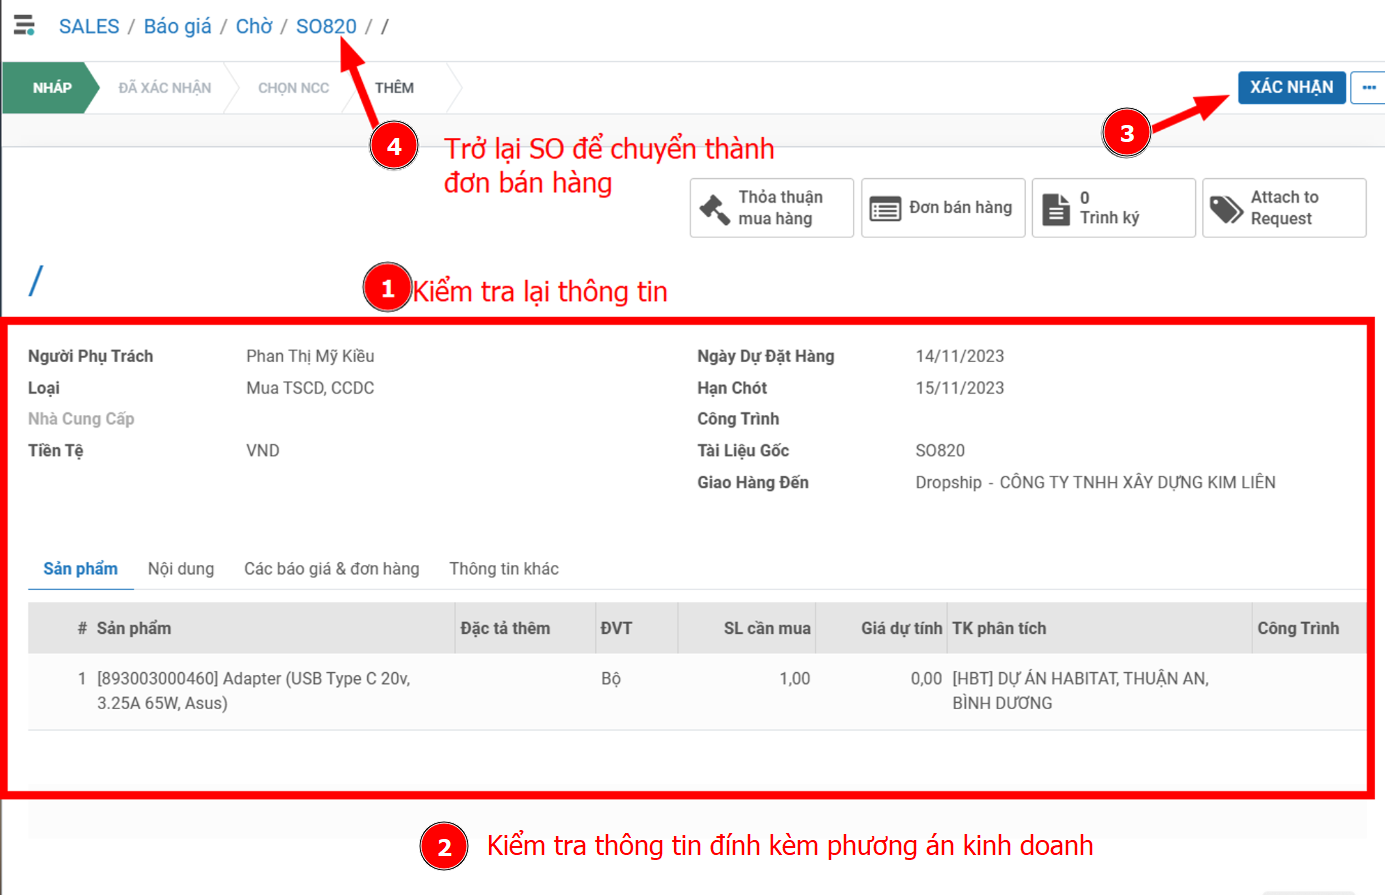 SALES / Báo giá / Chờ / SO820 / /
NHÁP ĐÃ XÁC NHẬN CHỌN NCC THÊM XÁC NHẬN ...
4 3
Trở lại SO để chuyển thành
đơn bán hàng
Thỏa thuận
mua hàng
Đơn bán hàng
0
Trình ký
Attach to
Request
/
1 Kiểm tra lại thông tin
Người Phụ Trách Phan Thị Mỹ Kiều Ngày Dự Đặt Hàng 14/11/2023
Loại Mua TSCD, CCDC Hạn Chót 15/11/2023
Nhà Cung Cấp Công Trình
Tiền Tệ VND Tài Liệu Gốc SO820
Giao Hàng Đến Dropship - CÔNG TY TNHH XÂY DỰNG KIM LIÊN
Sản phẩm Nội dung Các báo giá & đơn hàng Thông tin khác
# Sản phẩm Đặc tả thêm ĐVT SL cần mua Giá dự tính TK phân tích Công Trình
1 [893003000460] Adapter (USB Type C 20v, Bộ 1,00 0,00 [HBT] DỰ ÁN HABITAT, THUẬN AN,
3.25A 65W, Asus) BÌNH DƯƠNG
2 Kiểm tra thông tin đính kèm phương án kinh doanh